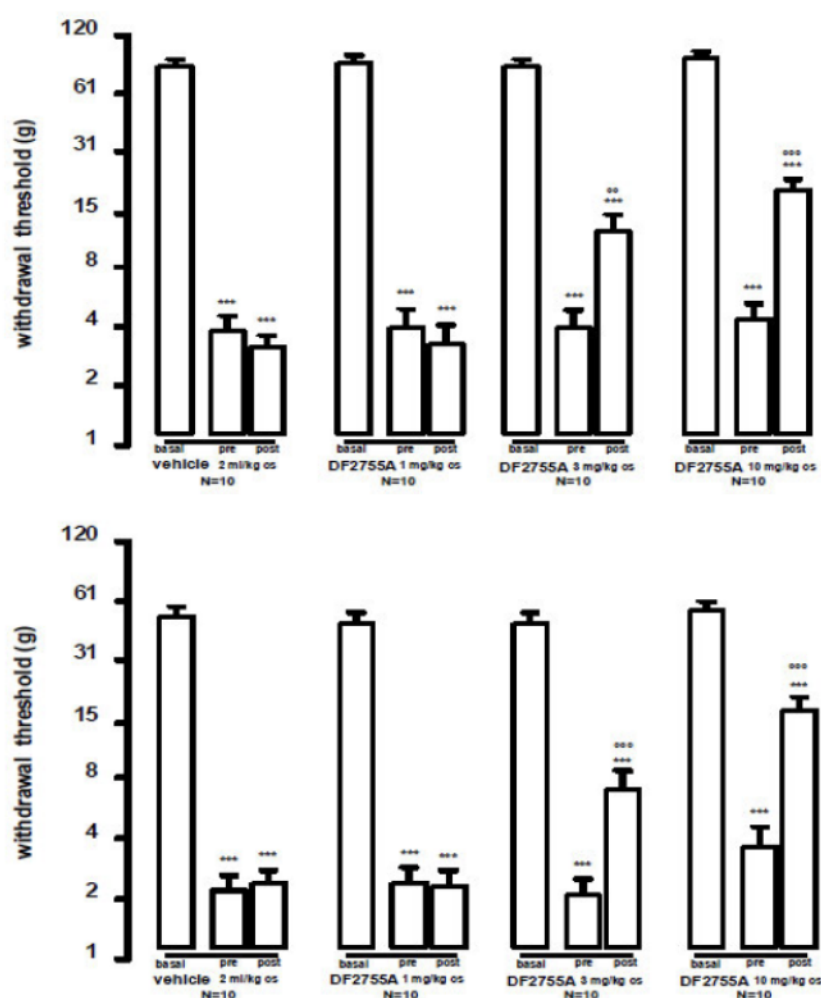 withdrawal threshold (g)
120
61
31
15
8
4
2
1
*** *** *** *** *** °° *** *** °°° ***
basal pre post basal pre post basal pre post basal pre post
vehicle 2 ml/kg os DF2755A 1 mg/kg os DF2755A 3 mg/kg os DF2755A 10 mg/kg os
N=10 N=10 N=10 N=10
withdrawal threshold (g)
120
61
31
15
8
4
2
1
*** *** *** *** *** °°° *** *** °°° ***
basal pre post basal pre post basal pre post basal pre post
vehicle 2 ml/kg os DF2755A 1 mg/kg os DF2755A 3 mg/kg os DF2755A 10 mg/kg os
N=10 N=10 N=10 N=10